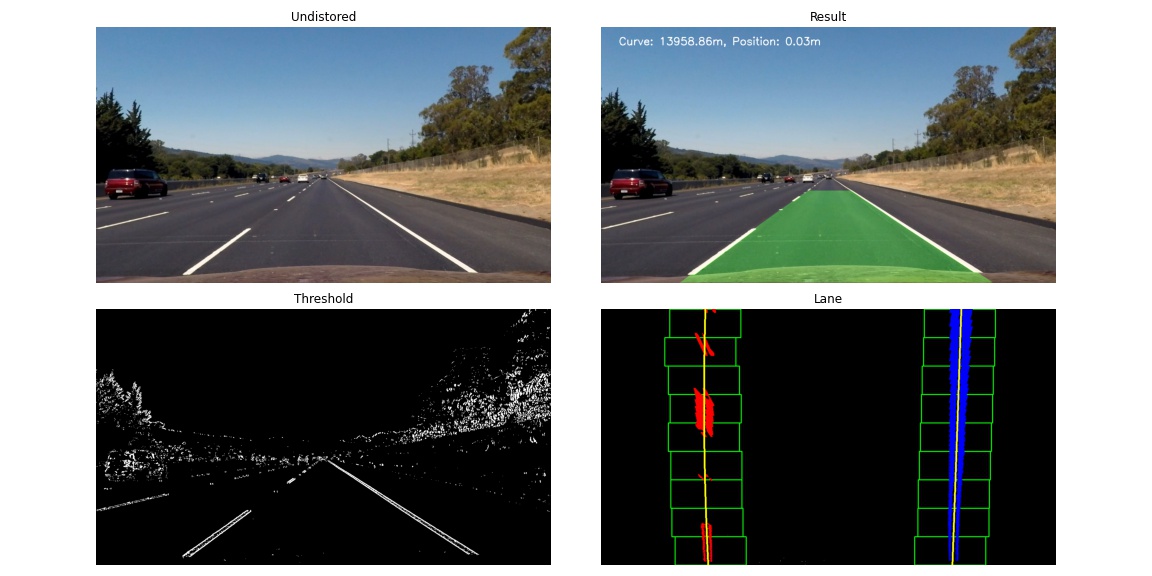 Undistored
Result
Curve: 13958.86m, Position: 0.03m
Threshold
Lane